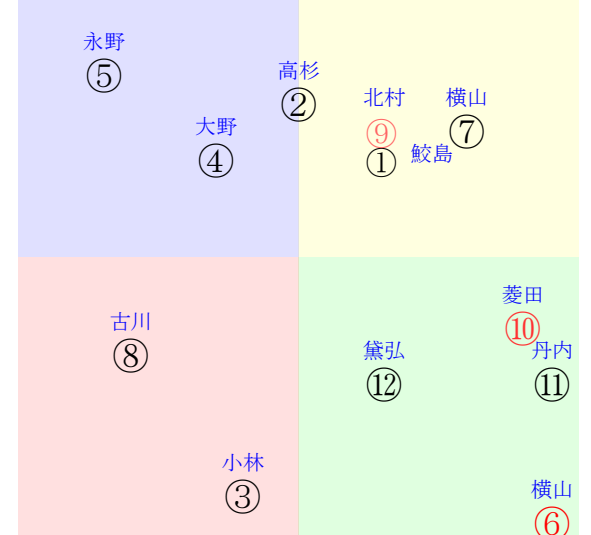 永野
⑤
高杉
②
大野
④
北村
⑨
①
鮫島
横山
⑦
古川
⑧
小林
③
菱田
⑩
丹内
⑪
黛弘
⑫
横山
⑥